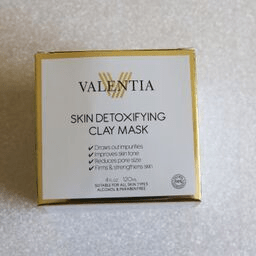 VALENTIA
SKIN DETOXIFYING
CLAY MASK
✓ Draws out impurities
✓ Improves skin tone
✓ Reduces pore size
✓ Firms & strengthens skin
4 fl.oz 120mL
SUITABLE FOR ALL SKIN TYPES
ALCOHOL & PARABEN FREE